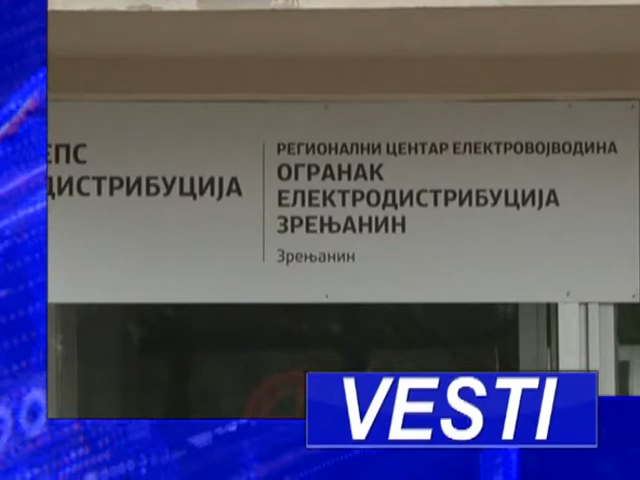 ЕПС
ДИСТРИБУЦИЈА
РЕГИОНАЛНИ ЦЕНТАР ЕЛЕКТРОВОЈВОДИНА
ОГРАНАК
ЕЛЕКТРОДИСТРИБУЦИЈА
ЗРЕЊАНИН
Зрењанин
VESTI